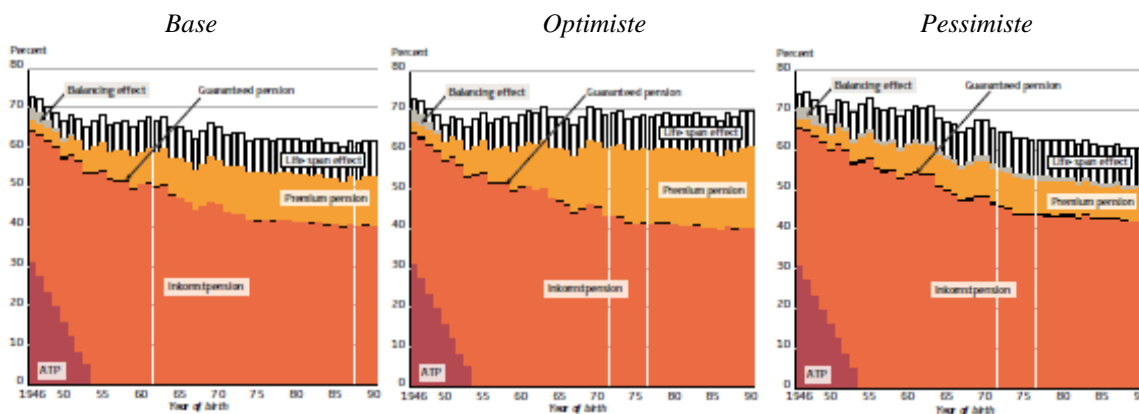 Base
Percent
80
70
60
50
40
30
20
10
0
Balancing effect
Guaranteed pension
Life-span effect
Premium pension
Inkomstpension
ATP
1946 50 55 60 65 70 75 80 85 90
Year of birth
Optimiste
Percent
80
70
60
50
40
30
20
10
0
Balancing effect
Guaranteed pension
Life-span effect
Premium pension
Inkomstpension
ATP
1946 50 55 60 65 70 75 80 85 90
Year of birth
Pessimiste
Percent
80
70
60
50
40
30
20
10
0
Balancing effect
Guaranteed pension
Life-span effect
Premium pension
Inkomstpension
ATP
1946 50 55 60 65 70 75 80 85 90
Year of birth